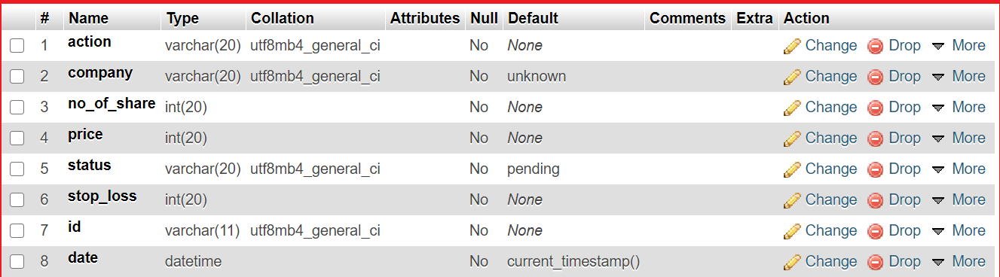 # Name Type Collation Attributes Null Default Comments Extra Action
1 action varchar(20) utf8mb4_general_ci No None Change Drop More
2 company varchar(20) utf8mb4_general_ci No unknown Change Drop More
3 no_of_share int(20) No None Change Drop More
4 price int(20) No None Change Drop More
5 status varchar(20) utf8mb4_general_ci No pending Change Drop More
6 stop_loss int(20) No None Change Drop More
7 id varchar(11) utf8mb4_general_ci No None Change Drop More
8 date datetime No current_timestamp() Change Drop More